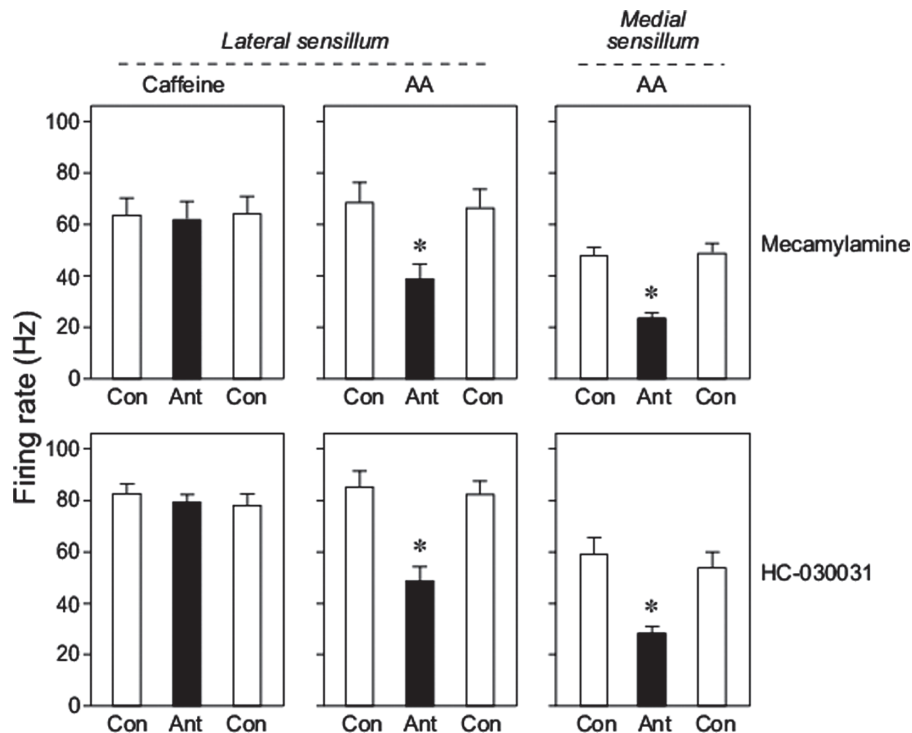 Lateral sensillum
Medial
sensillum
Caffeine
AA
AA
Firing rate (Hz)
100
80
60
40
20
0
*
*
Con Ant Con
Con Ant Con
Con Ant Con
Mecamylamine
100
80
60
40
20
0
*
*
Con Ant Con
Con Ant Con
Con Ant Con
HC-030031